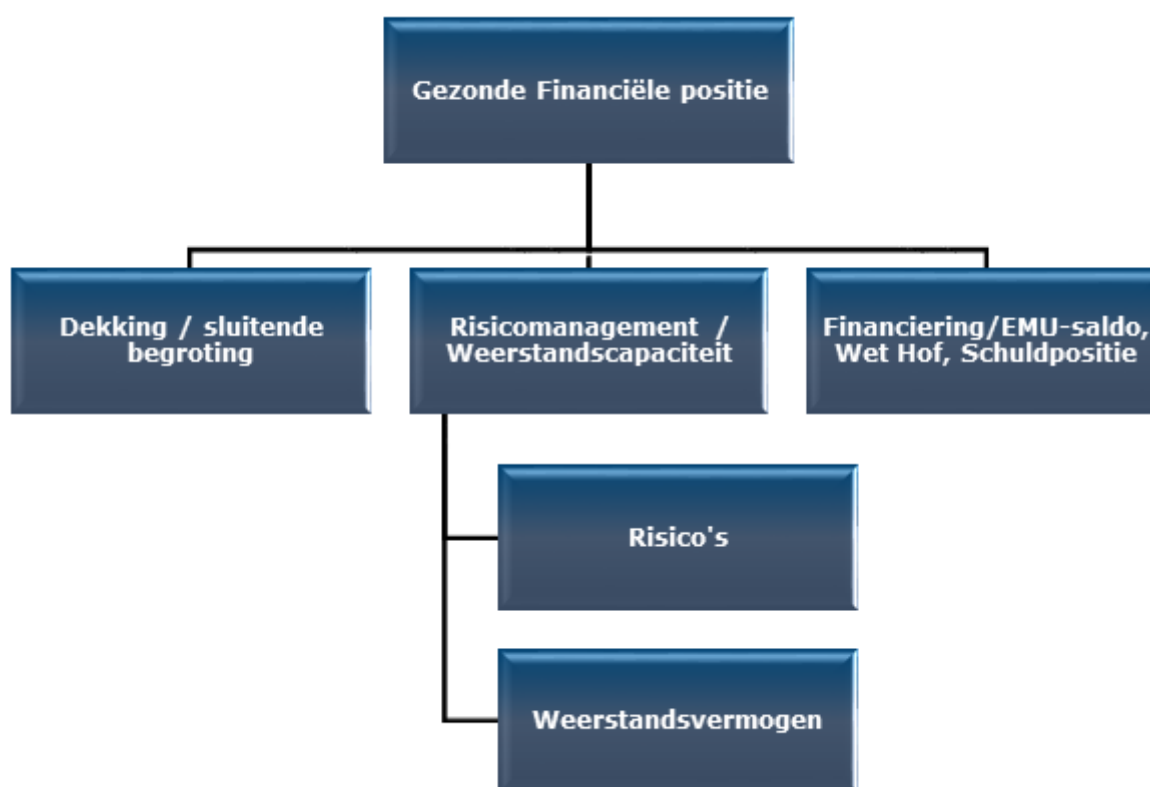 Gezonde Financiële positie
Dekking / sluitende
begroting
Risicomanagement /
Weerstandscapaciteit
Financiering/EMU-saldo,
Wet Hof, Schuldpositie
Risico's
Weerstandsvermogen